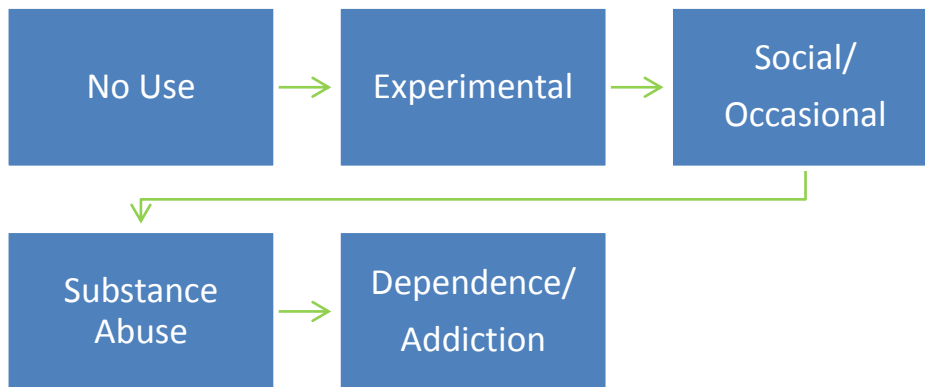 No Use
Experimental
Social/
Occasional
Substance
Abuse
Dependence/
Addiction